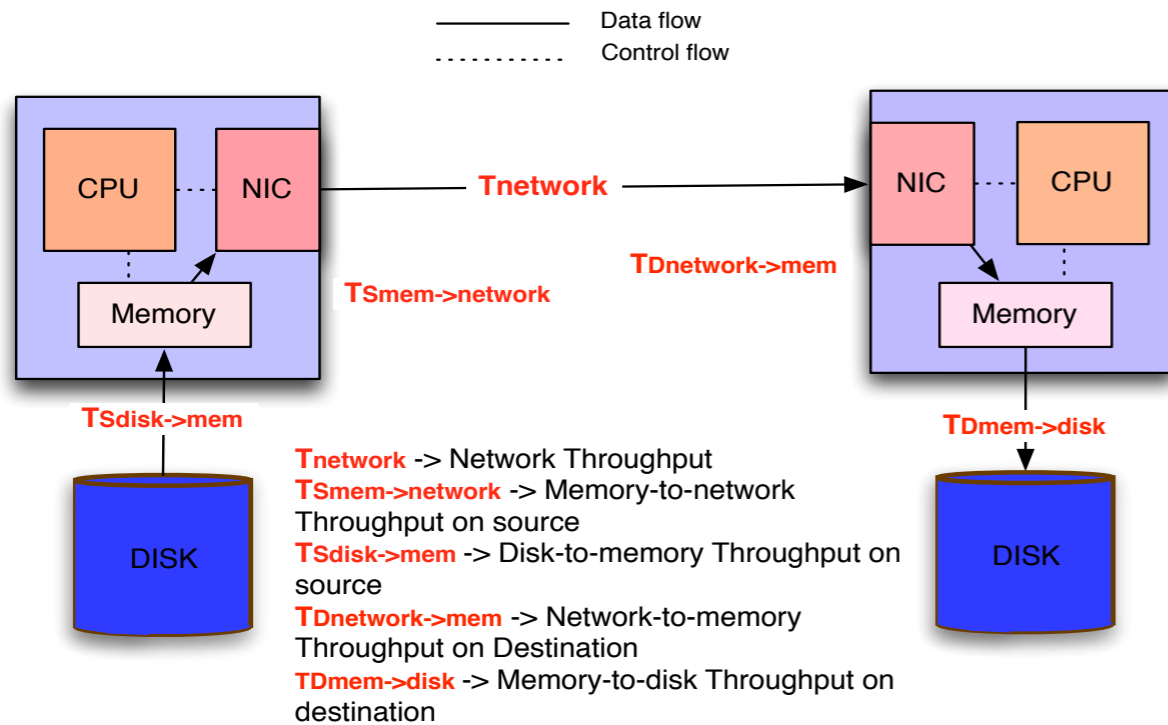 Data flow
Control flow
CPU
NIC
Tnetwork
NIC
CPU
TDnetwork->mem
TSmem->network
Memory
Memory
TSdisk->mem
TDmem->disk
Tnetwork -> Network Throughput
TSmem->network -> Memory-to-network
Throughput on source
TSdisk->mem -> Disk-to-memory Throughput on
source
TDnetwork->mem -> Network-to-memory
Throughput on Destination
TDmem->disk -> Memory-to-disk Throughput on
destination
DISK
DISK